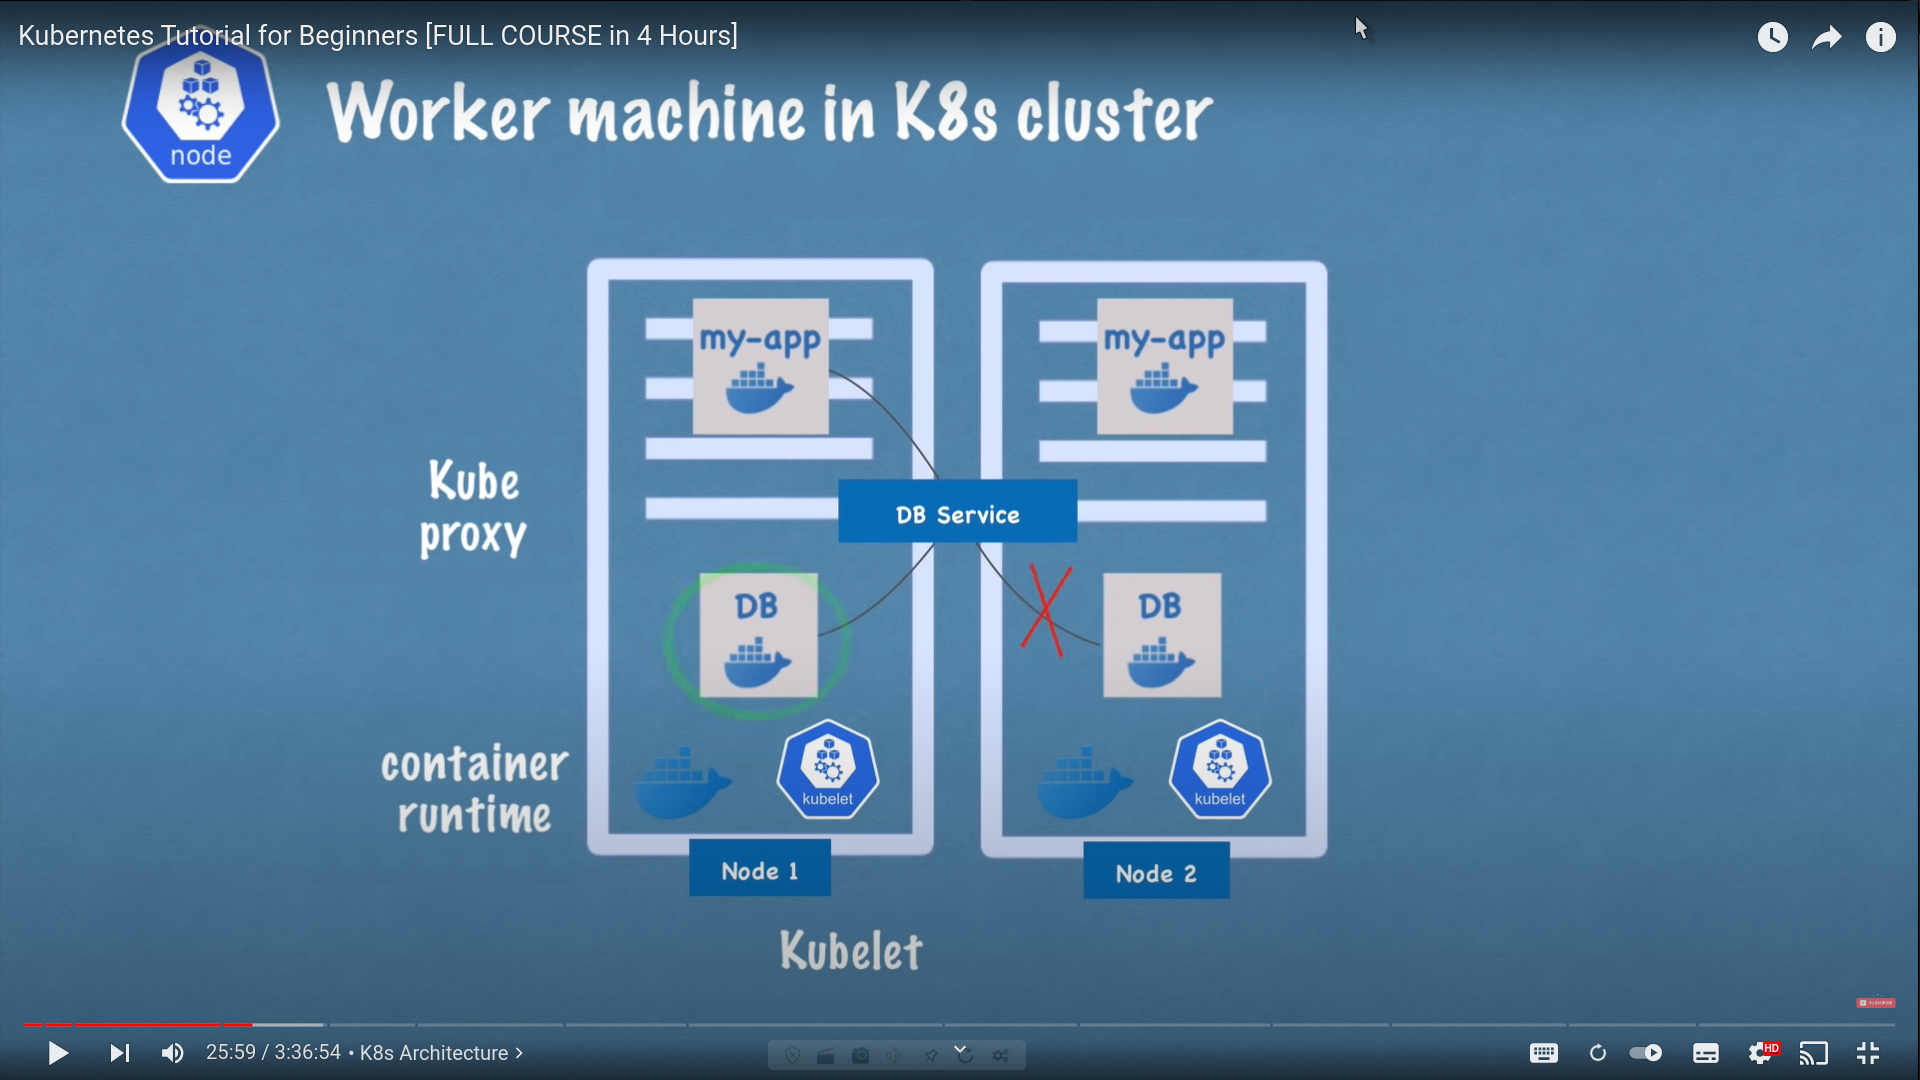 Kubernetes Tutorial for Beginners [FULL COURSE in 4 Hours]
node
Worker machine in K8s cluster
my-app
my-app
Kube
proxy
DB Service
DB
DB
container
runtime
kubelet
kubelet
Node 1
Node 2
Kubelet
25:59 / 3:36:54 • K8s Architecture
HD